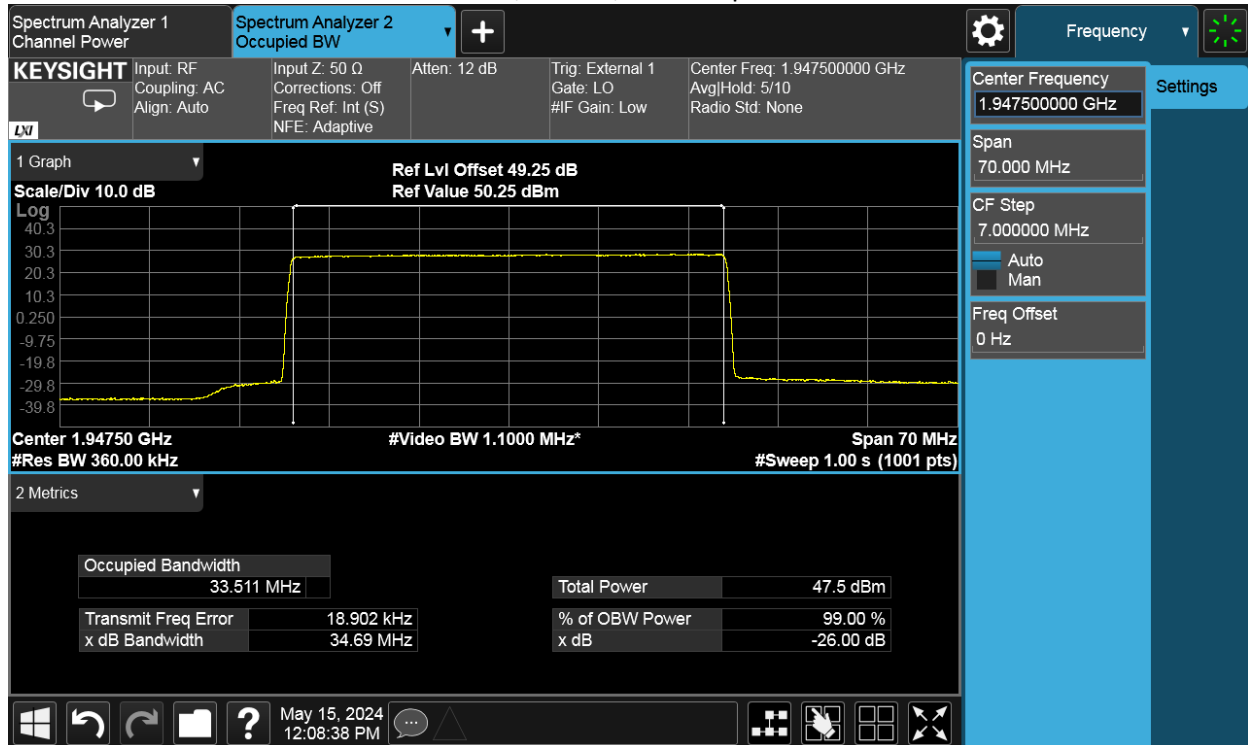 Spectrum Analyzer 1
Channel Power
Spectrum Analyzer 2
Occupied BW
Frequency
KEYSIGHT
LXI
Input: RF
Coupling: AC
Align: Auto
Input Z: 50 Ω
Corrections: Off
Freq Ref: Int (S)
NFE: Adaptive
Atten: 12 dB
Trig: External 1
Gate: LO
#IF Gain: Low
Center Freq: 1.947500000 GHz
Avg|Hold: 5/10
Radio Std: None
Center Frequency
1.947500000 GHz
Settings
Span
70.000 MHz
CF Step
7.000000 MHz
Auto
Man
Freq Offset
0 Hz
1 Graph
Scale/Div 10.0 dB
Ref Lvl Offset 49.25 dB
Ref Value 50.25 dBm
Log
40.3
30.3
20.3
10.3
0.250
-9.75
-19.8
-29.8
-39.8
Center 1.94750 GHz
#Video BW 1.1000 MHz*
Span 70 MHz
#Res BW 360.00 kHz
#Sweep 1.00 s (1001 pts)
2 Metrics
Occupied Bandwidth
33.511 MHz
Total Power 47.5 dBm
Transmit Freq Error 18.902 kHz
% of OBW Power 99.00 %
x dB Bandwidth 34.69 MHz
x dB -26.00 dB
May 15, 2024
12:08:38 PM